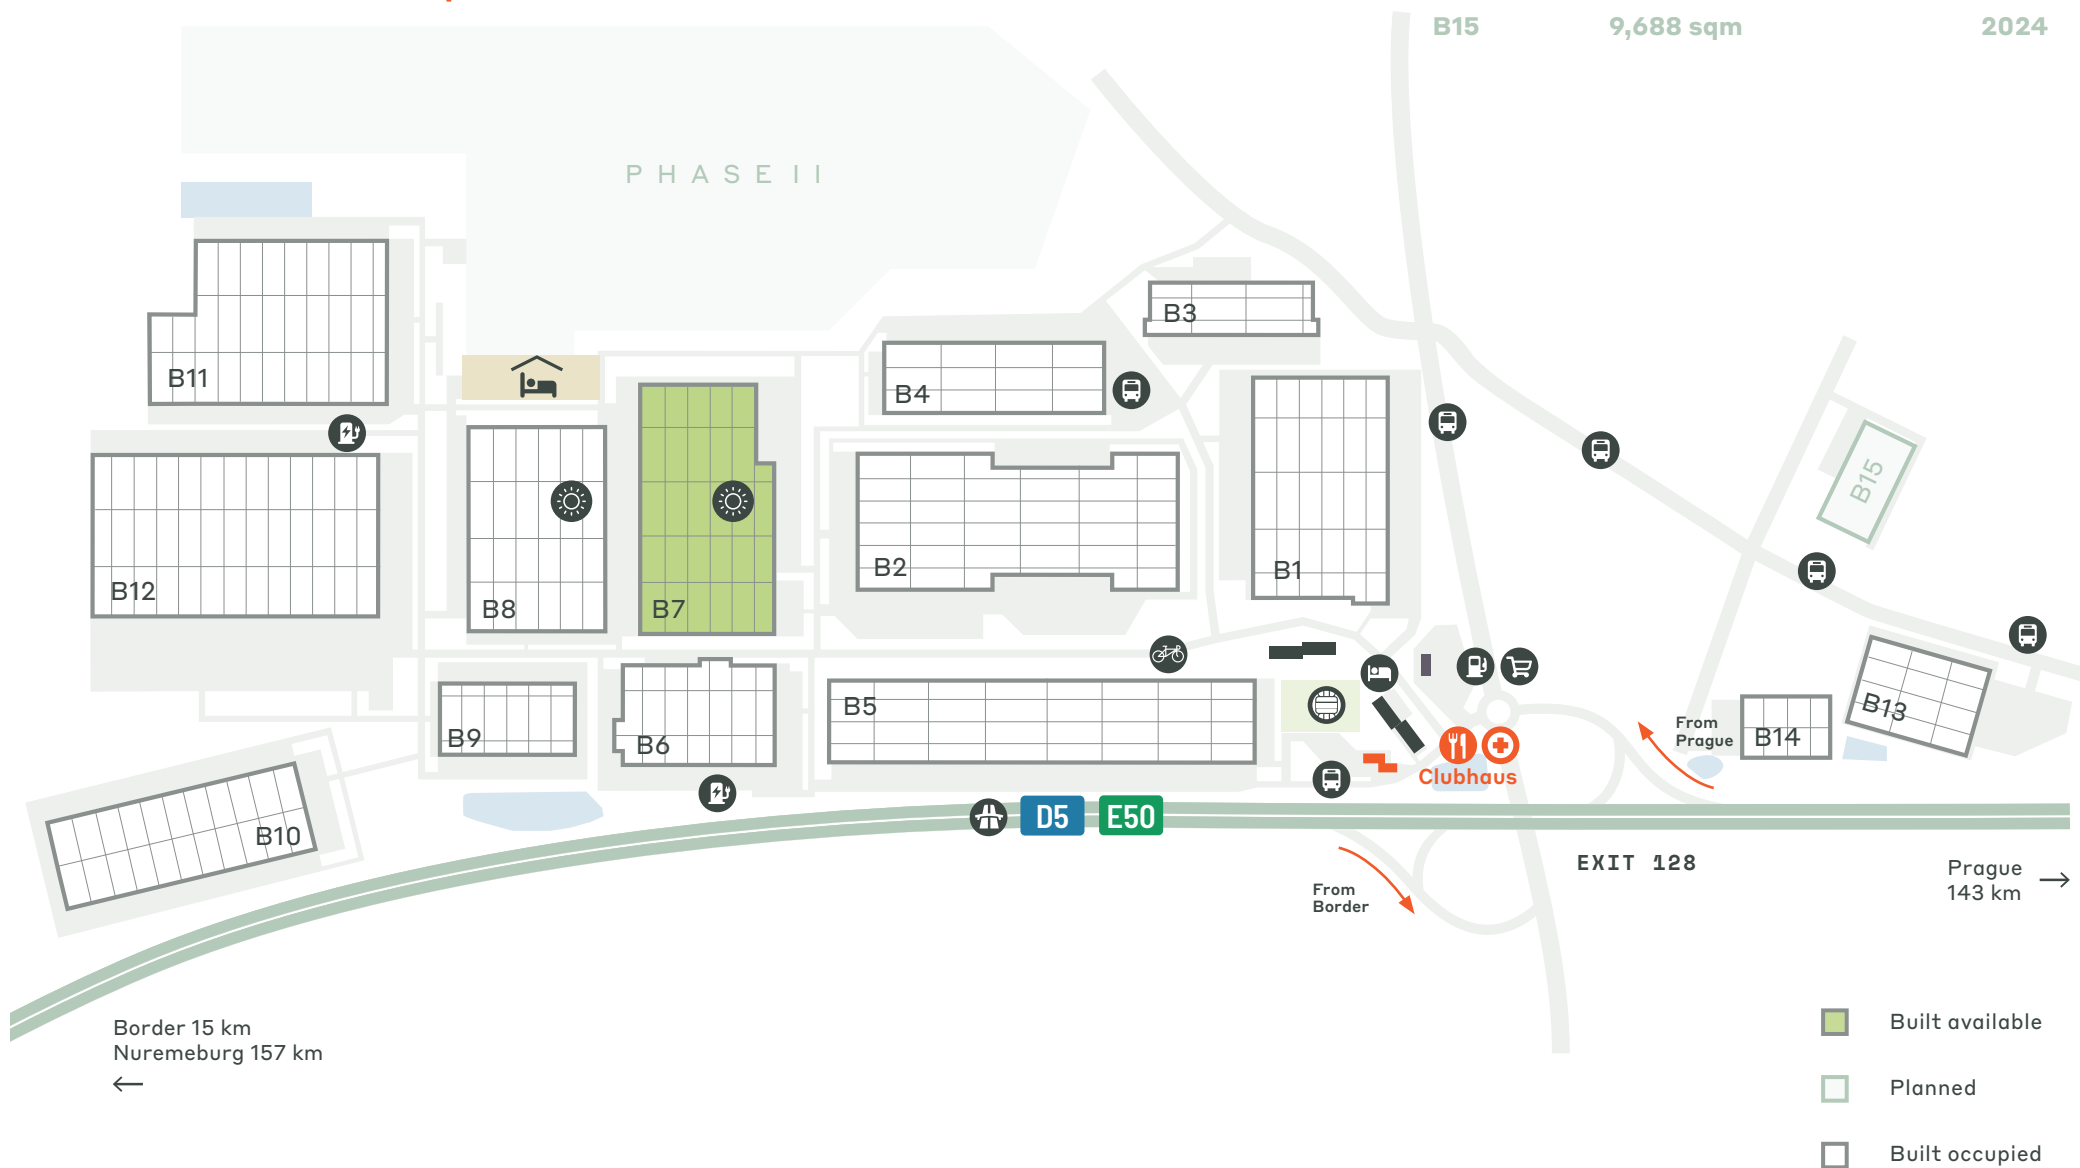 B15 9,688 sqm 2024
PHASE II
B3
B11
B4
B15
B2
B1
B12
B8
B7
B5
B13
B9
B6
B14
From
Prague
Clubhaus
B10
D5
E50
EXIT 128
Prague
143 km
From
Border
Border 15 km
Nuremeburg 157 km
Built available
Planned
Built occupied